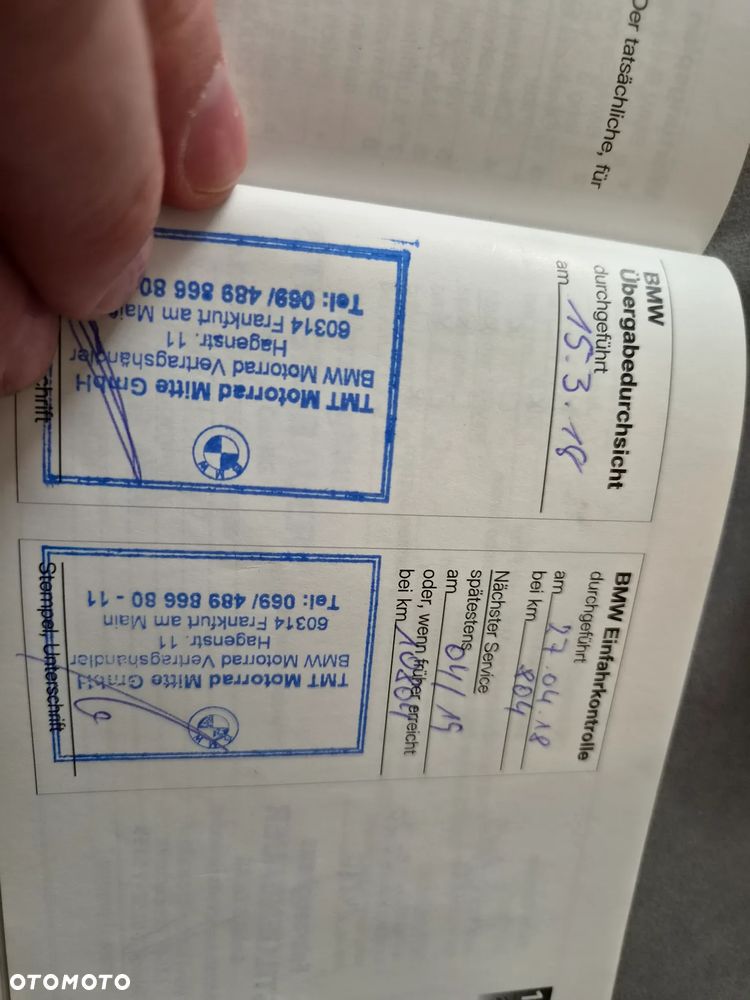 Der tatsächliche, für
BMW
Übergabedurchsicht
durchgeführt
am 15.3.18
TMT Motorrad Mitte GmbH
BMW Motorrad Vertragshändler
Hagenstr. 11
60314 Frankfurt am Main
Tel: 069/ 489 866 80
BMW
BMW Einfahrkontrolle
durchgeführt
am 27.04.18
bei km 804
Nächster Service
spätestens
am 04/19
oder, wenn früher erreicht
bei km 10804
TMT Motorrad Mitte GmbH
BMW Motorrad Vertragshändler
Hagenstr. 11
60314 Frankfurt am Main
Tel: 069/ 489 866 80 - 11
BMW
Stempel, Unterschrift
1
OTOMOTO